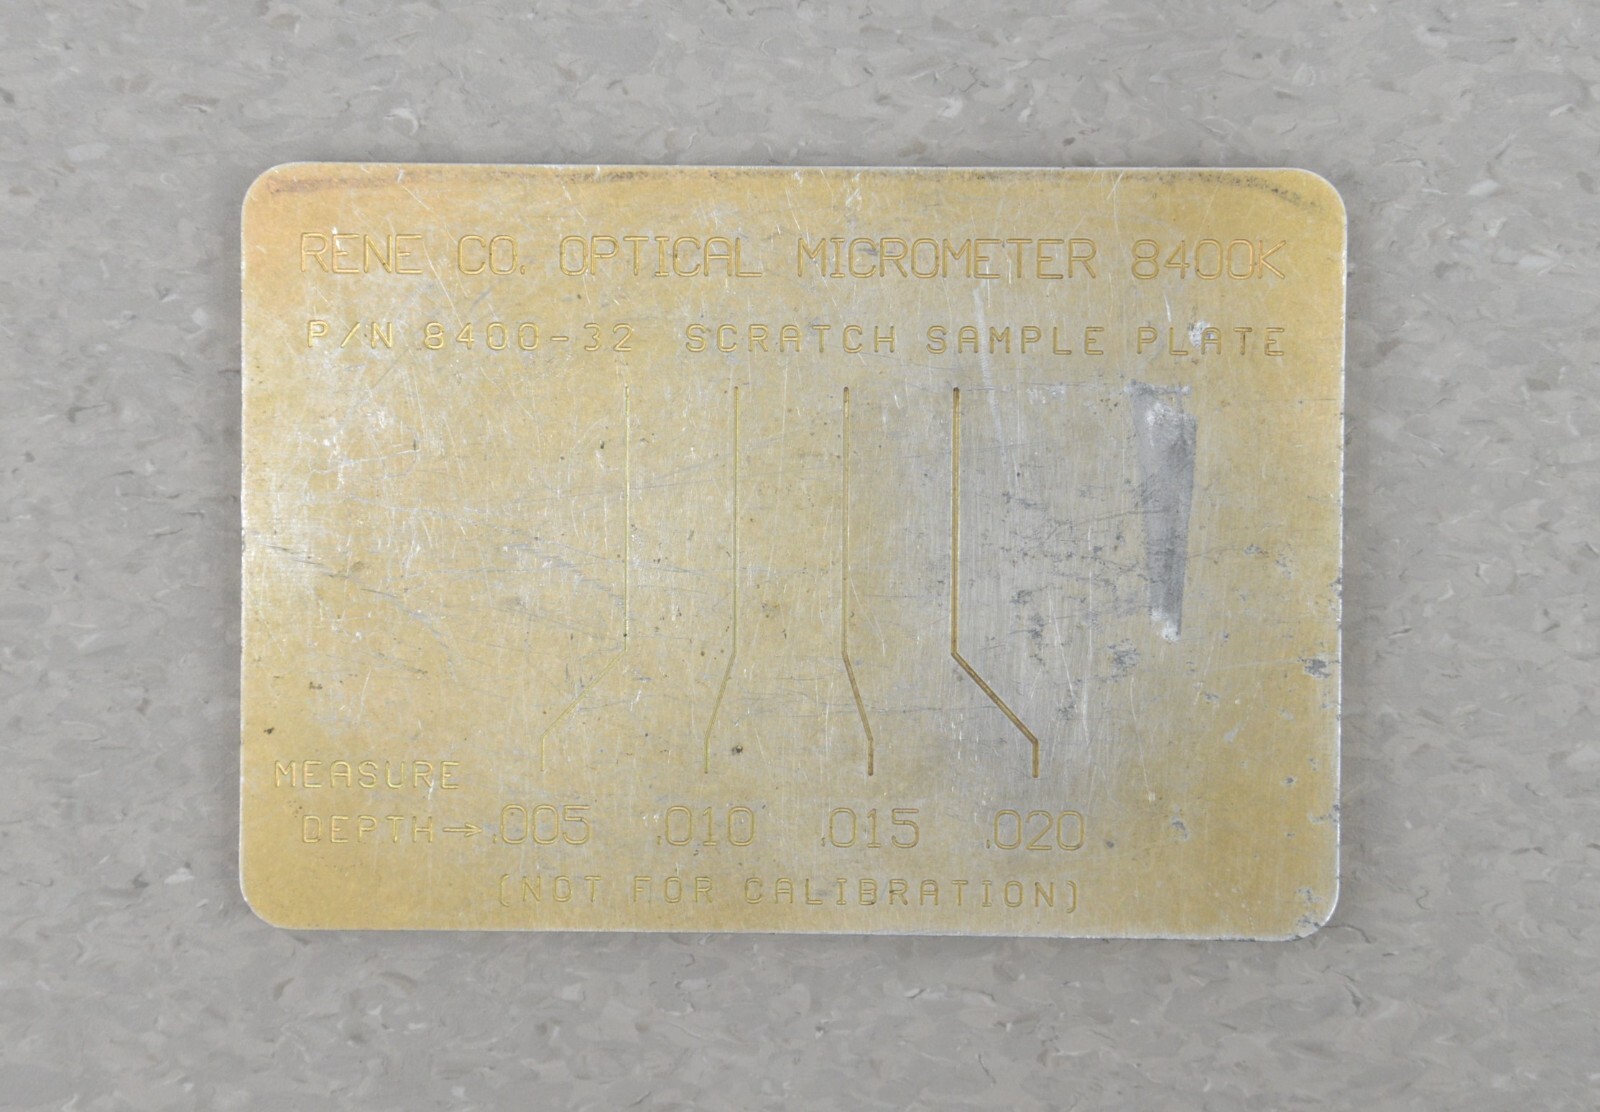 RENE CO. OPTICAL MICROMETER 8400K
P/N 8400-32 SCRATCH SAMPLE PLATE
MEASURE
DEPTH→ .005 .010 .015 .020
(NOT FOR CALIBRATION)